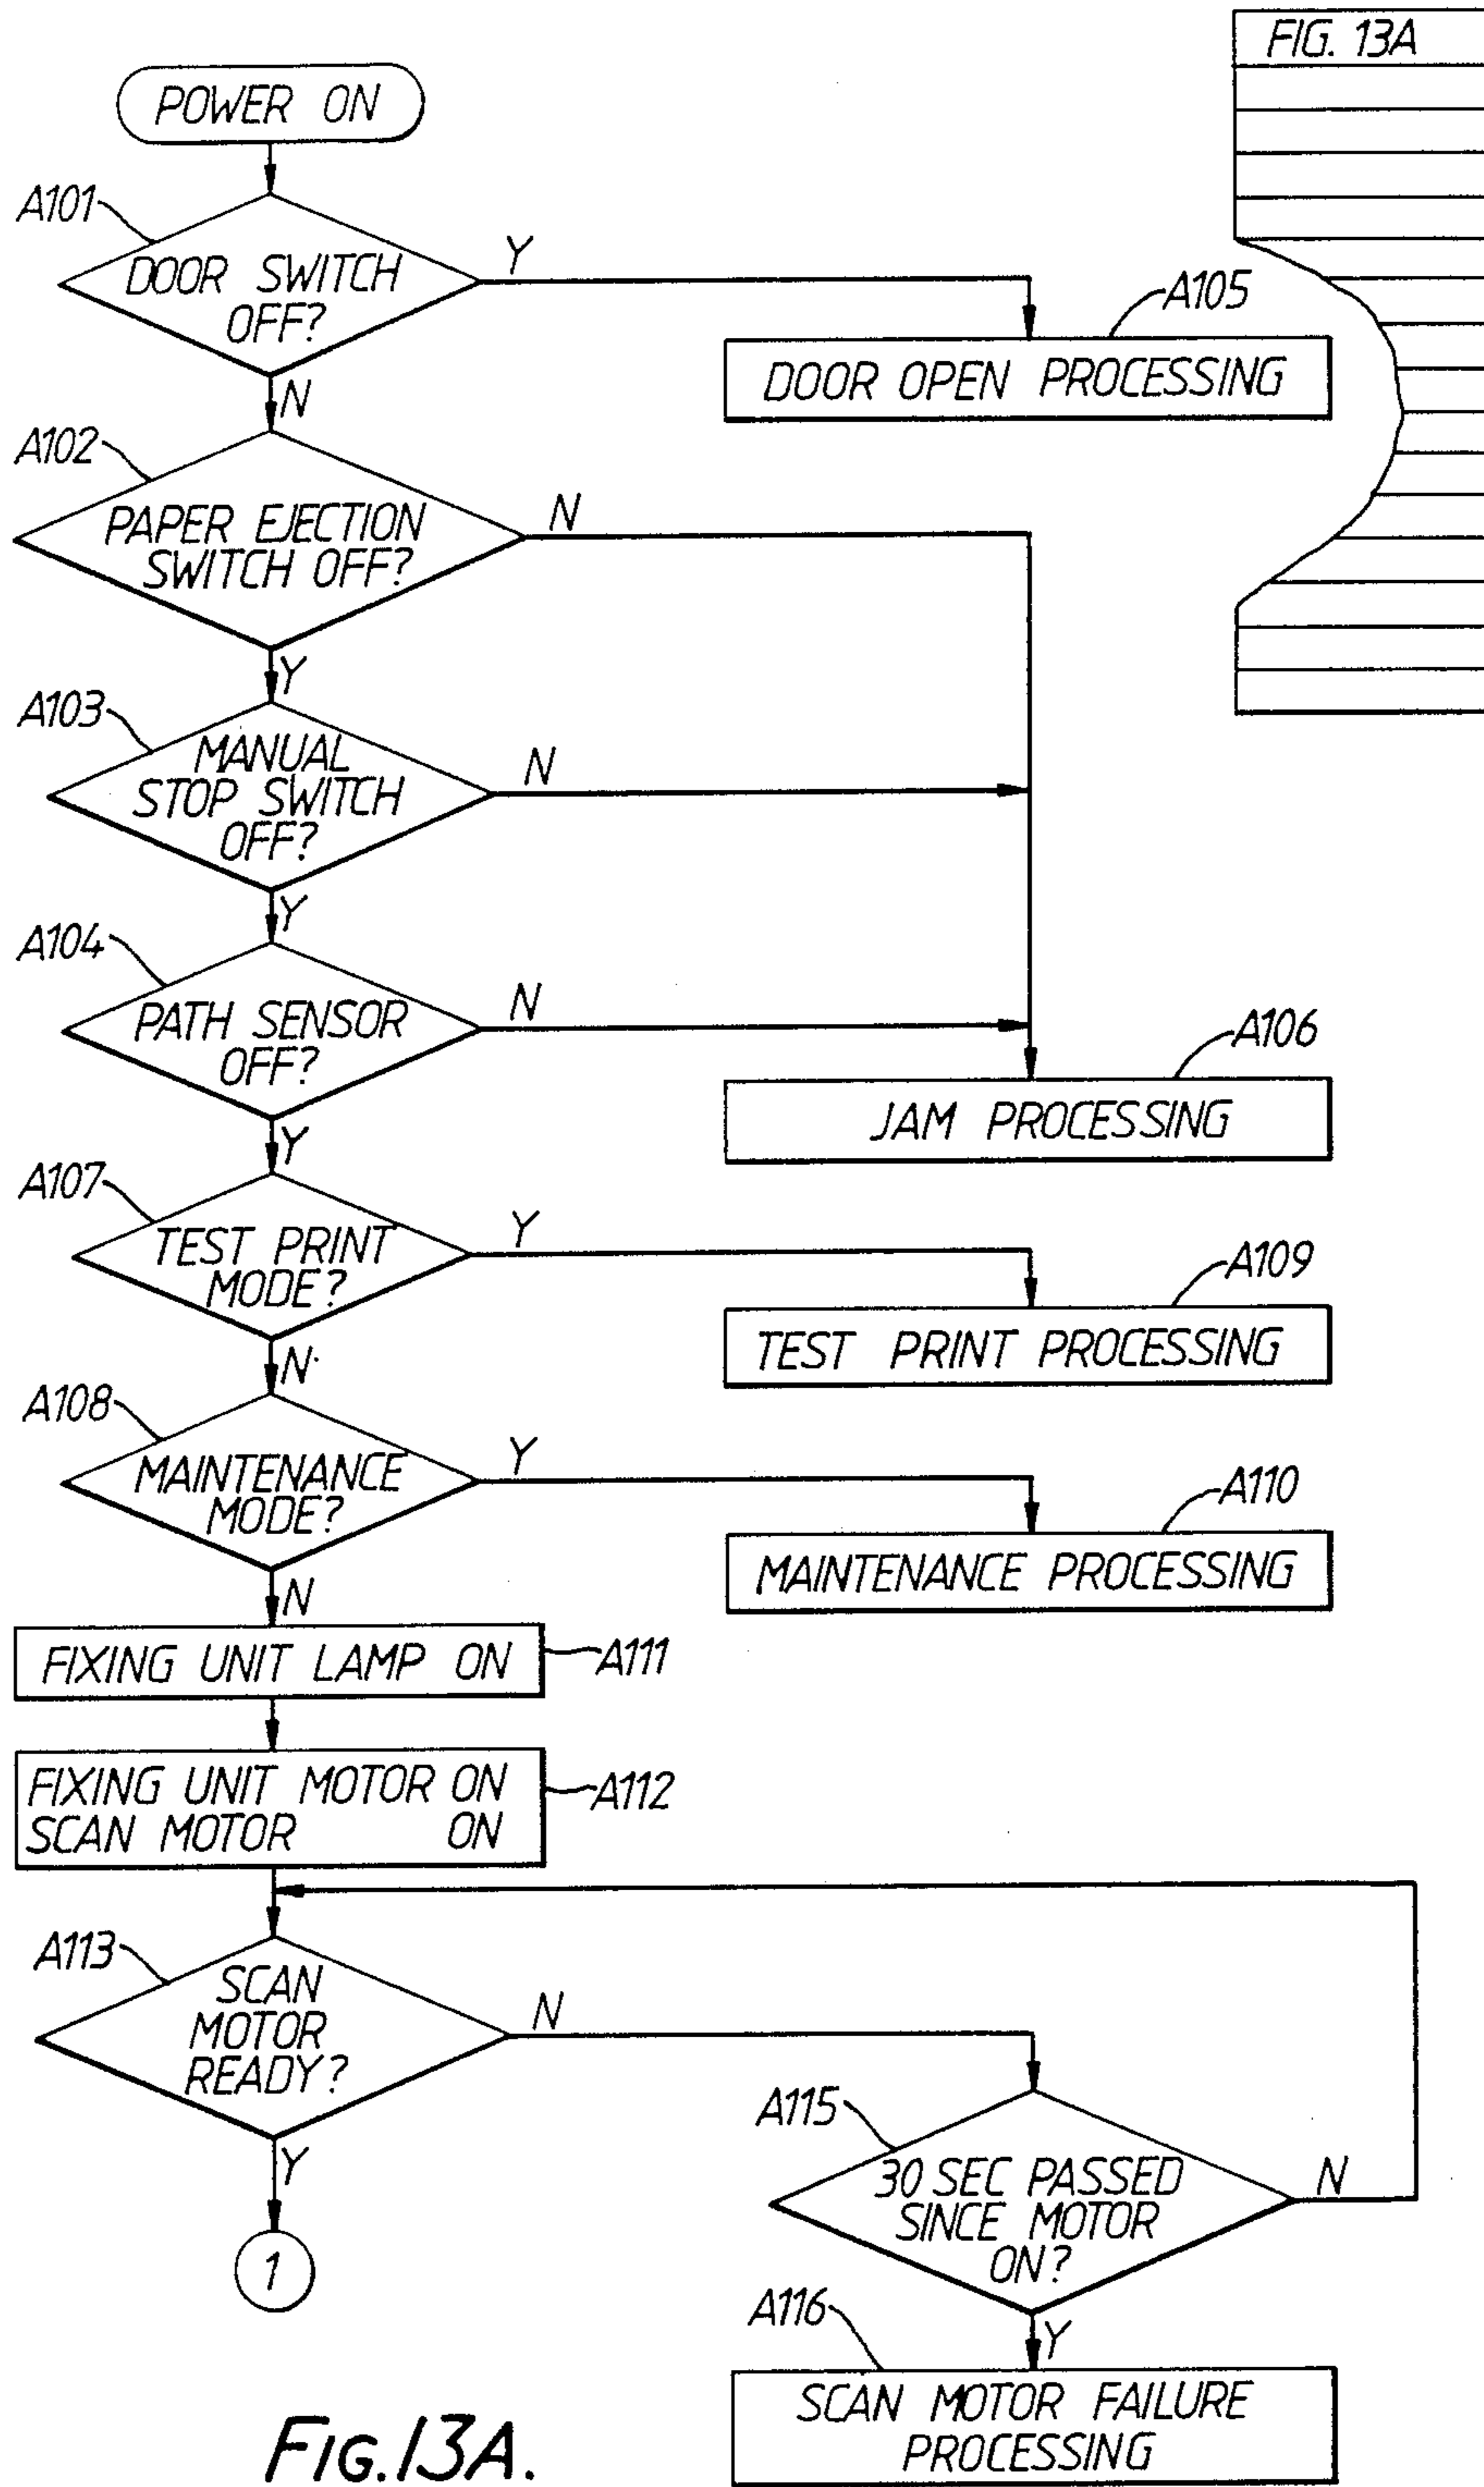 FIG. 13A
POWER ON
A101
DOOR SWITCH
OFF?
Y
N
A105
DOOR OPEN PROCESSING
A102
PAPER EJECTION
SWITCH OFF?
N
Y
A103
MANUAL
STOP SWITCH
OFF?
N
Y
A104
PATH SENSOR
OFF?
N
Y
A106
JAM PROCESSING
A107
TEST PRINT
MODE?
Y
N
A109
TEST PRINT PROCESSING
A108
MAINTENANCE
MODE?
Y
N
A110
MAINTENANCE PROCESSING
FIXING UNIT LAMP ON
A111
FIXING UNIT MOTOR ON
SCAN MOTOR ON
A112
A113
SCAN
MOTOR
READY?
N
Y
1
A115
30 SEC PASSED
SINCE MOTOR
ON?
N
Y
A116
SCAN MOTOR FAILURE
PROCESSING
FIG.13A.